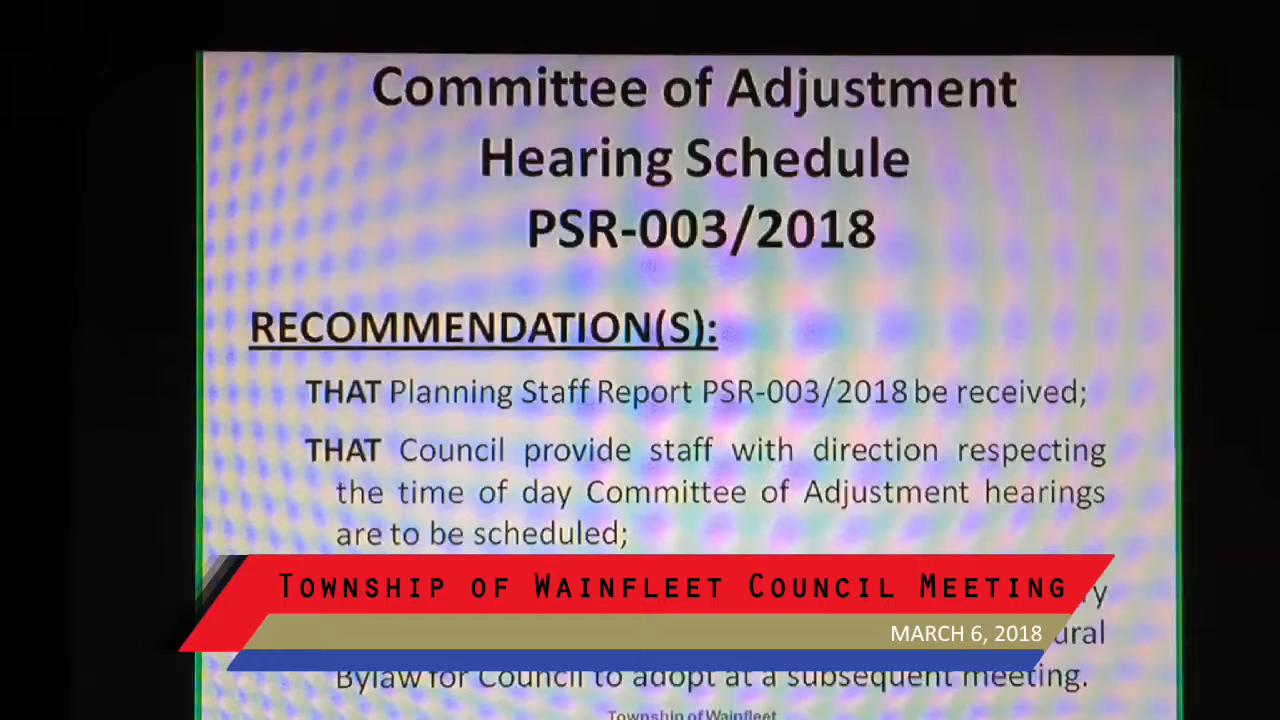 Committee of Adjustment
Hearing Schedule
PSR-003/2018
RECOMMENDATION(S):
THAT Planning Staff Report PSR-003/2018 be received;
THAT Council provide staff with direction respecting
the time of day Committee of Adjustment hearings
are to be scheduled;
TOWNSHIP OF WAINFLEET COUNCIL MEETING
MARCH 6, 2018
Bylaw for Council to adopt at a subsequent meeting.
Township of Wainfleet